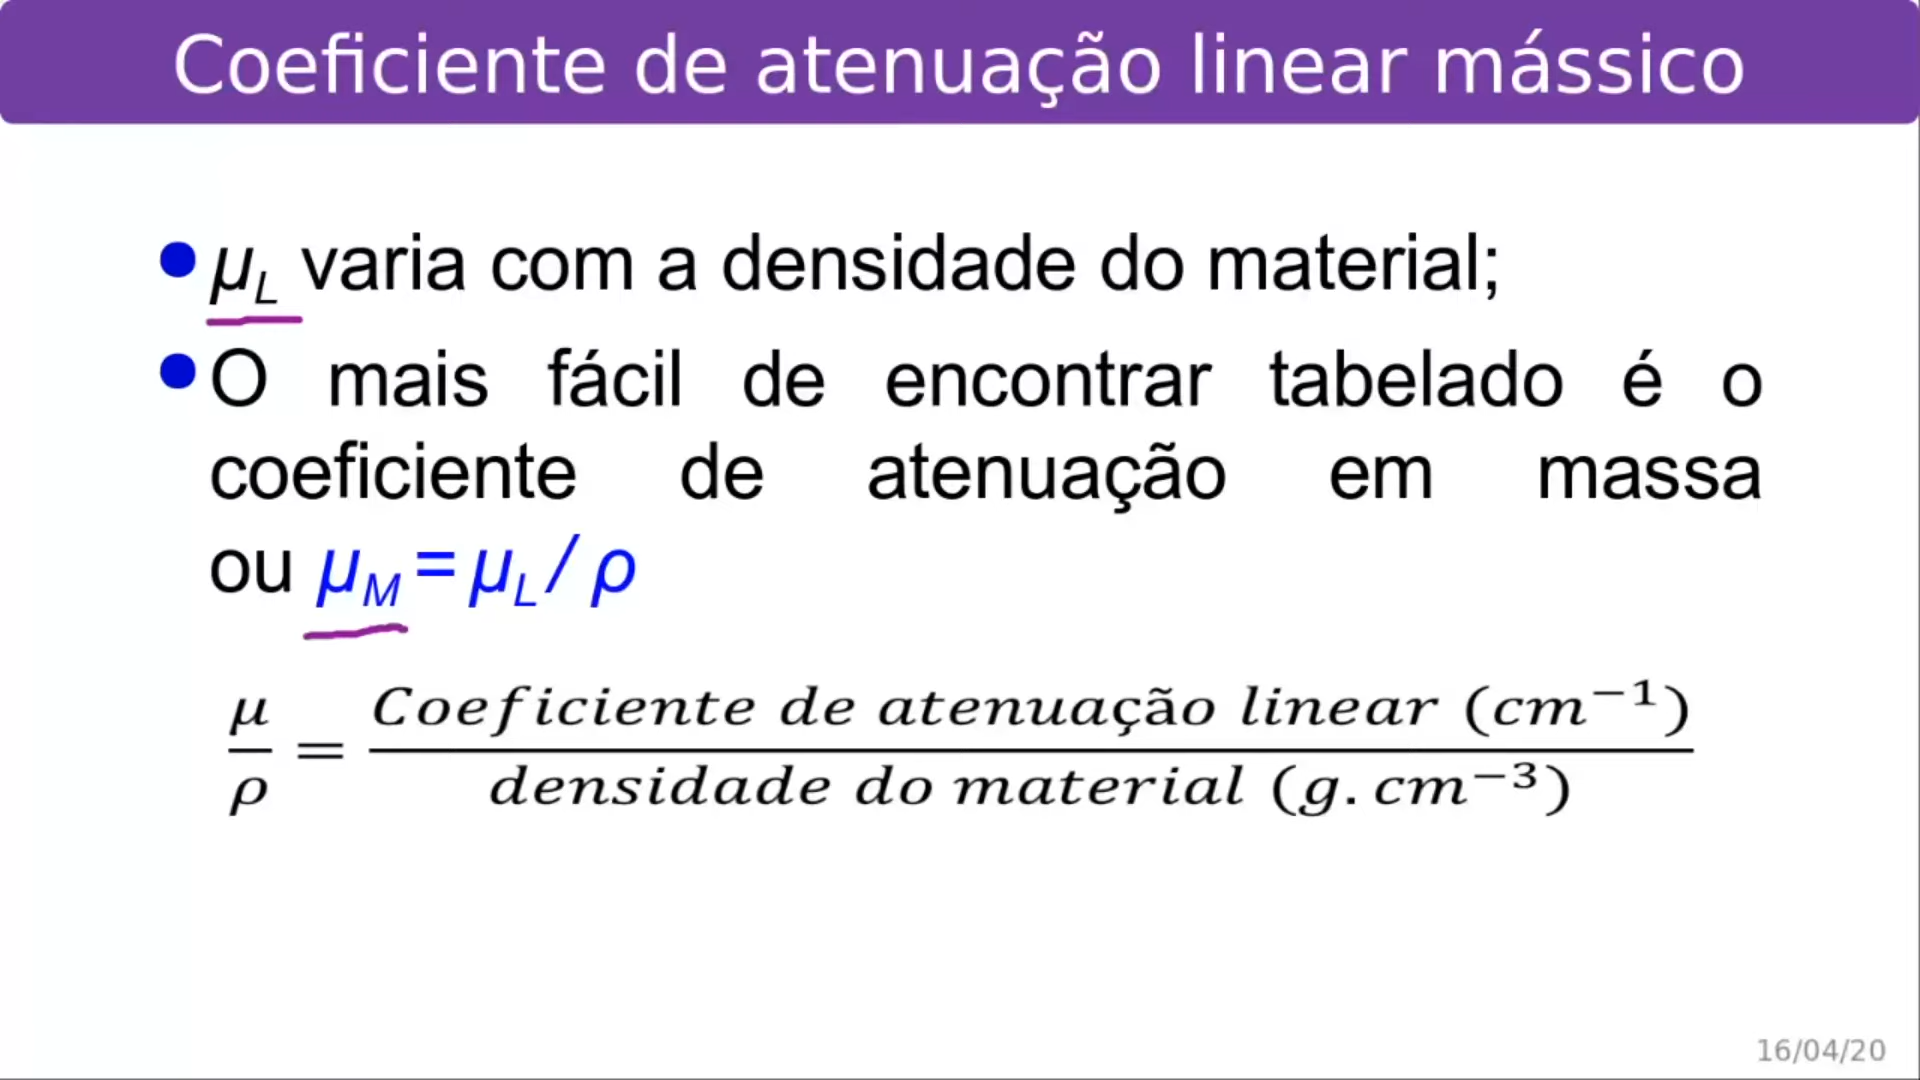 Coeficiente de atenuação linear mássico
• μL varia com a densidade do material;
• O mais fácil de encontrar tabelado é o
coeficiente de atenuação em massa
ou μM = μL / ρ
μ/ρ = Coeficiente de atenuação linear (cm⁻¹) / densidade do material (g.cm⁻³)
16/04/20